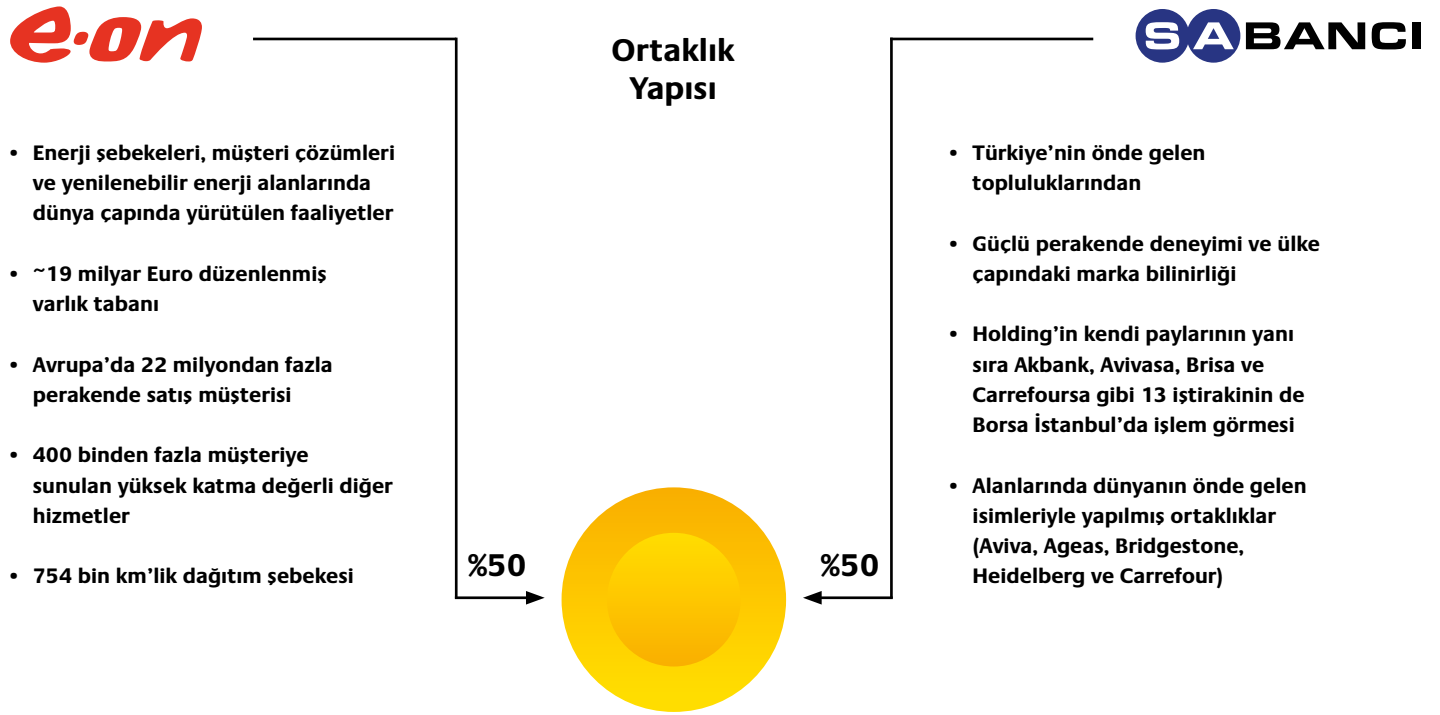 e·on
Ortaklık
Yapısı
SABANCI
• Enerji şebekeleri, müşteri çözümleri
ve yenilenebilir enerji alanlarında
dünya çapında yürütülen faaliyetler
• ~19 milyar Euro düzenlenmiş
varlık tabanı
• Avrupa’da 22 milyondan fazla
perakende satış müşterisi
• 400 binden fazla müşteriye
sunulan yüksek katma değerli diğer
hizmetler
• 754 bin km’lik dağıtım şebekesi
%50
%50
• Türkiye’nin önde gelen
topluluklarından
• Güçlü perakende deneyimi ve ülke
çapındaki marka bilinirliği
• Holding’in kendi paylarının yanı
sıra Akbank, Avivasa, Brisa ve
Carrefoursa gibi 13 iştirakinin de
Borsa İstanbul’da işlem görmesi
• Alanlarında dünyanın önde gelen
isimleriyle yapılmış ortaklıklar
(Aviva, Ageas, Bridgestone,
Heidelberg ve Carrefour)